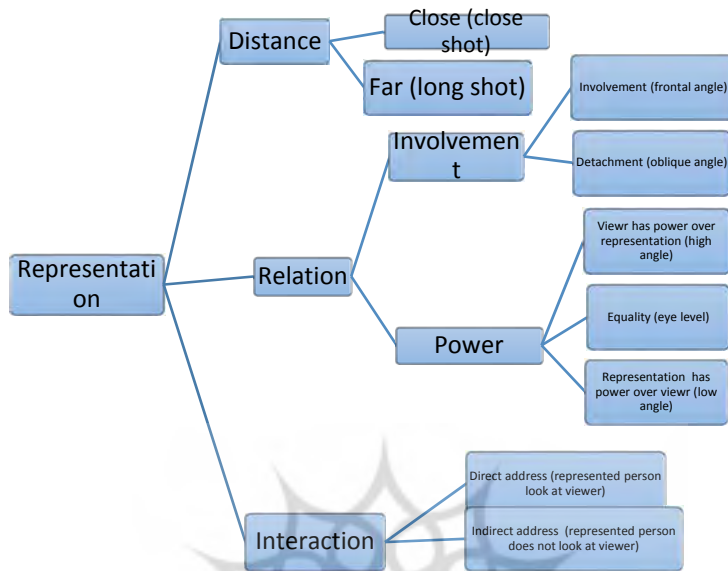 Distance
Close (close
shot)
Far (long shot)
Involvemen
t
Involvement (frontal angle)
Detachment (oblique angle)
Representati
on
Relation
Viewr has power over
representation (high
angle)
Equality (eye level)
Power
Representation has
power over viewr (low
angle)
Direct address (represented person
look at viewer)
Interaction
Indirect address (represented person
does not look at viewer)